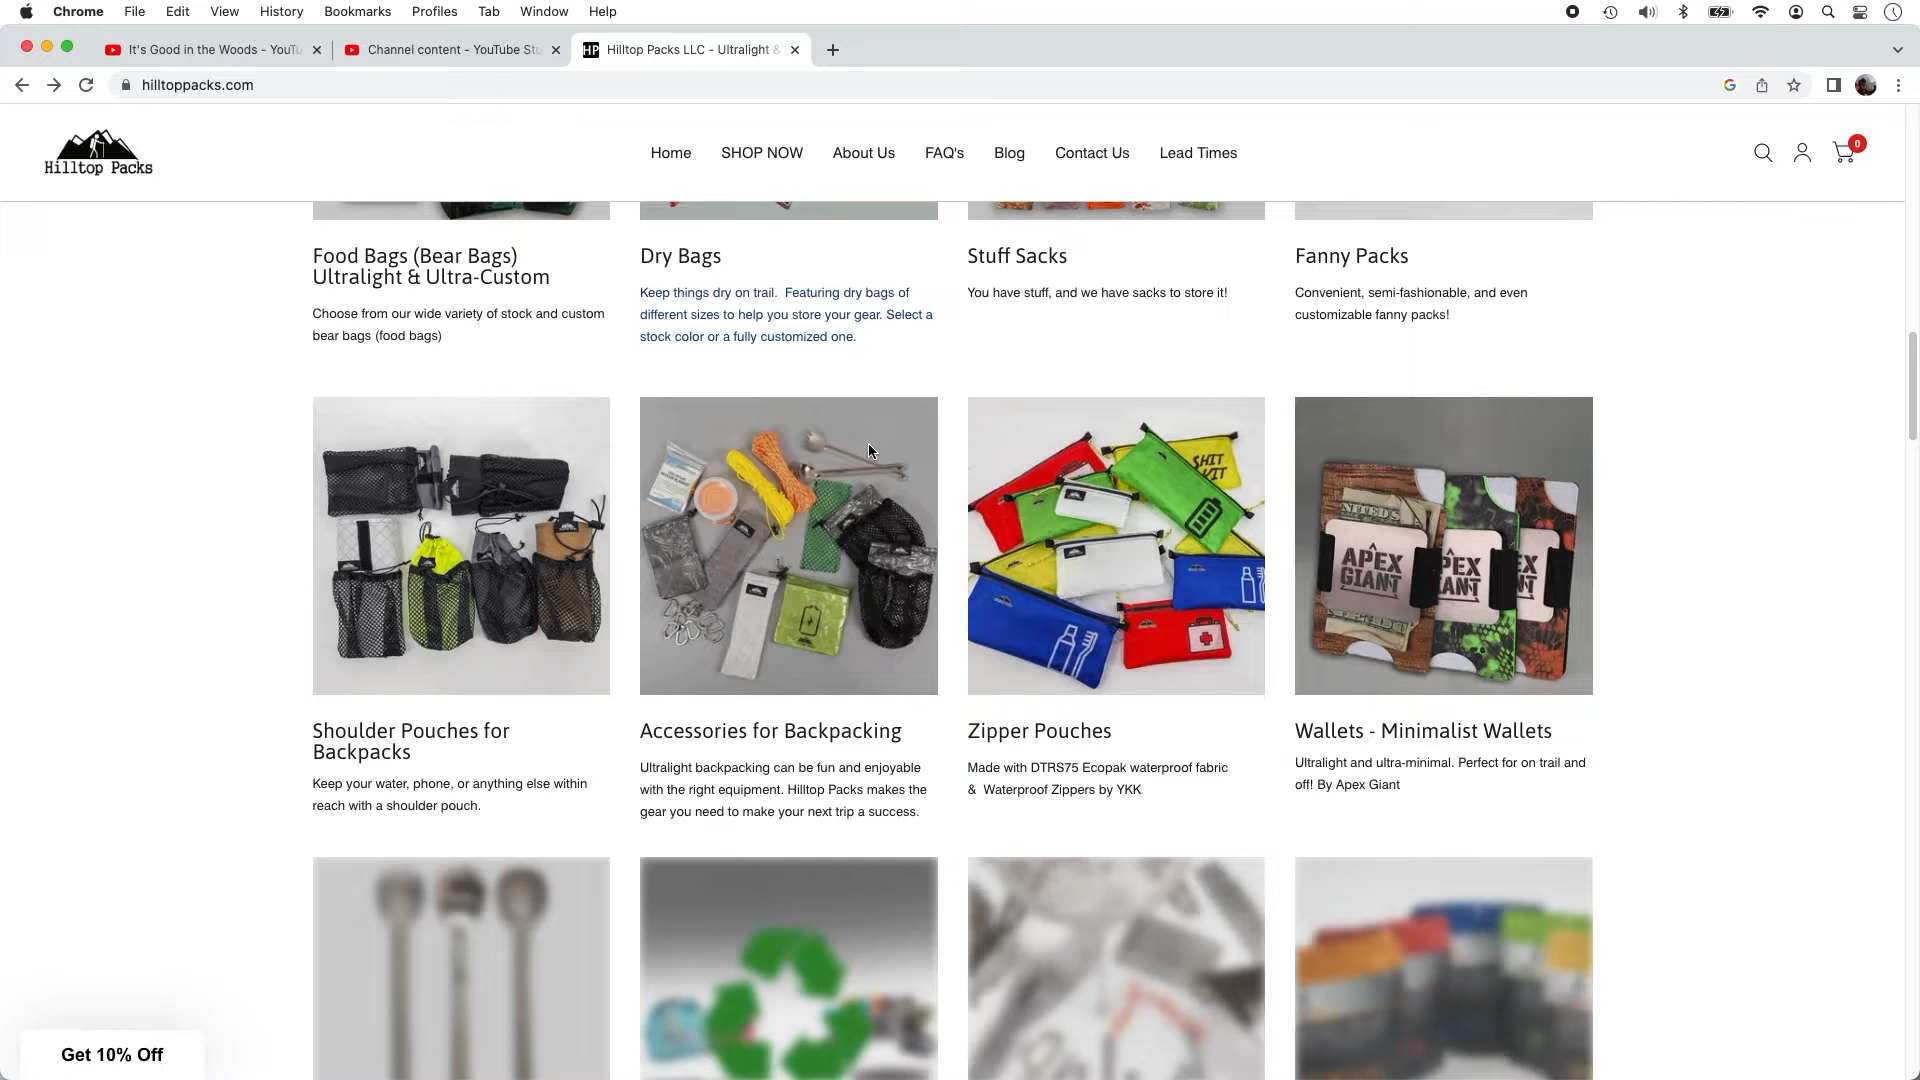 Chrome File Edit View History Bookmarks Profiles Tab Window Help
It's Good in the Woods - YouTu
Channel content - YouTube Stu
HP Hilltop Packs LLC - Ultralight &
hilltoppacks.com
Hilltop Packs
Home SHOP NOW About Us FAQ's Blog Contact Us Lead Times
0
Food Bags (Bear Bags)
Ultralight & Ultra-Custom
Choose from our wide variety of stock and custom
bear bags (food bags)
Dry Bags
Keep things dry on trail. Featuring dry bags of
different sizes to help you store your gear. Select a
stock color or a fully customized one.
Stuff Sacks
You have stuff, and we have sacks to store it!
Fanny Packs
Convenient, semi-fashionable, and even
customizable fanny packs!
SHIT
KIT
APEX
GIANT
Shoulder Pouches for
Backpacks
Keep your water, phone, or anything else within
reach with a shoulder pouch.
Accessories for Backpacking
Ultralight backpacking can be fun and enjoyable
with the right equipment. Hilltop Packs makes the
gear you need to make your next trip a success.
Zipper Pouches
Made with DTRS75 Ecopak waterproof fabric
& Waterproof Zippers by YKK
Wallets - Minimalist Wallets
Ultralight and ultra-minimal. Perfect for on trail and
off! By Apex Giant
Get 10% Off